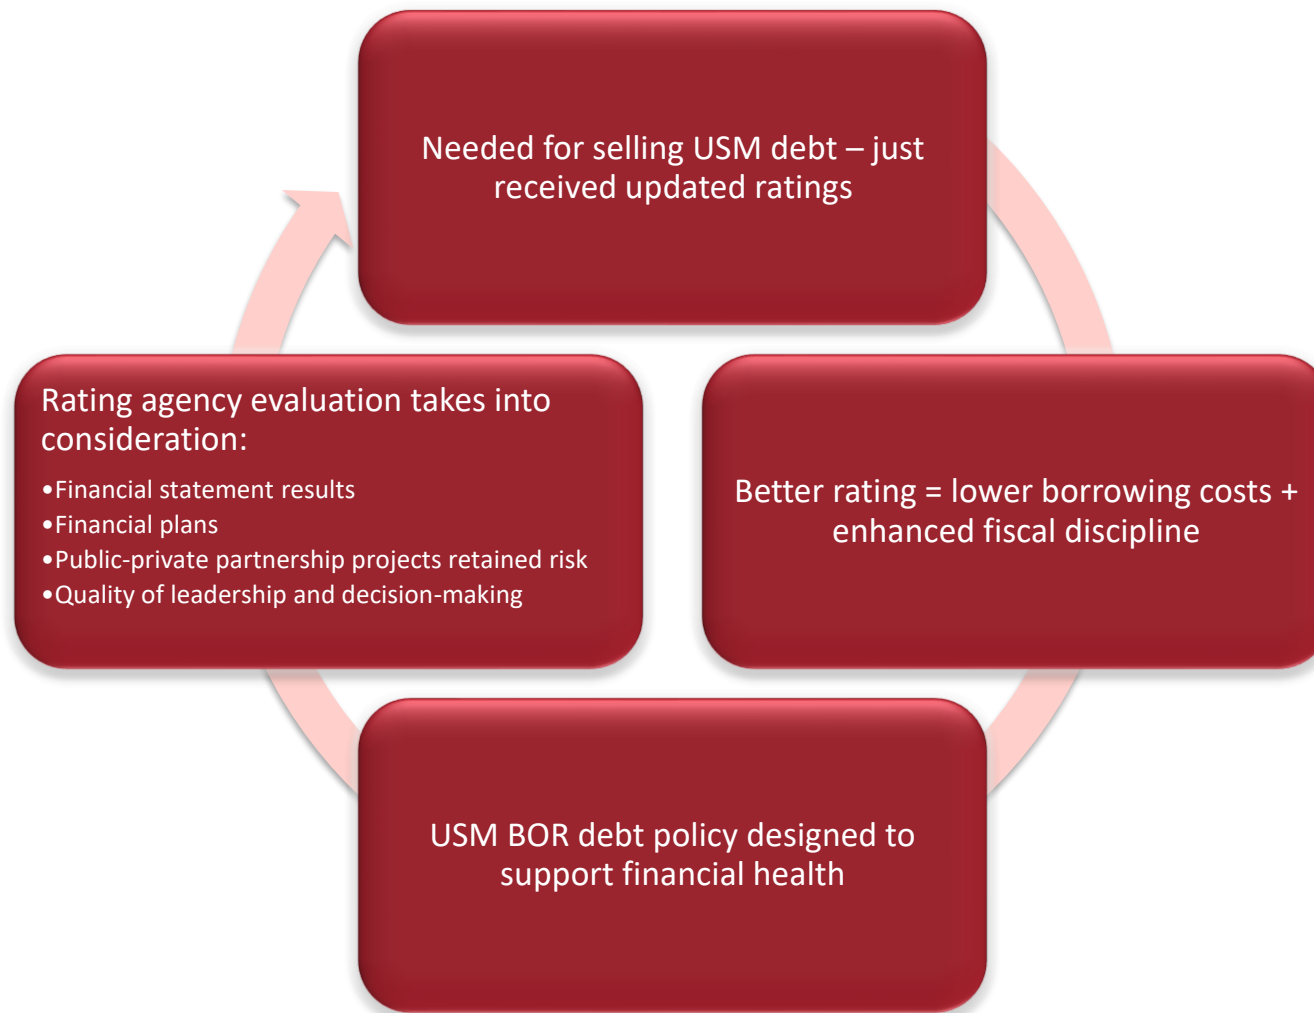 Needed for selling USM debt – just
received updated ratings
Better rating = lower borrowing costs +
enhanced fiscal discipline
USM BOR debt policy designed to
support financial health
Rating agency evaluation takes into
consideration:
•Financial statement results
•Financial plans
•Public-private partnership projects retained risk
•Quality of leadership and decision-making